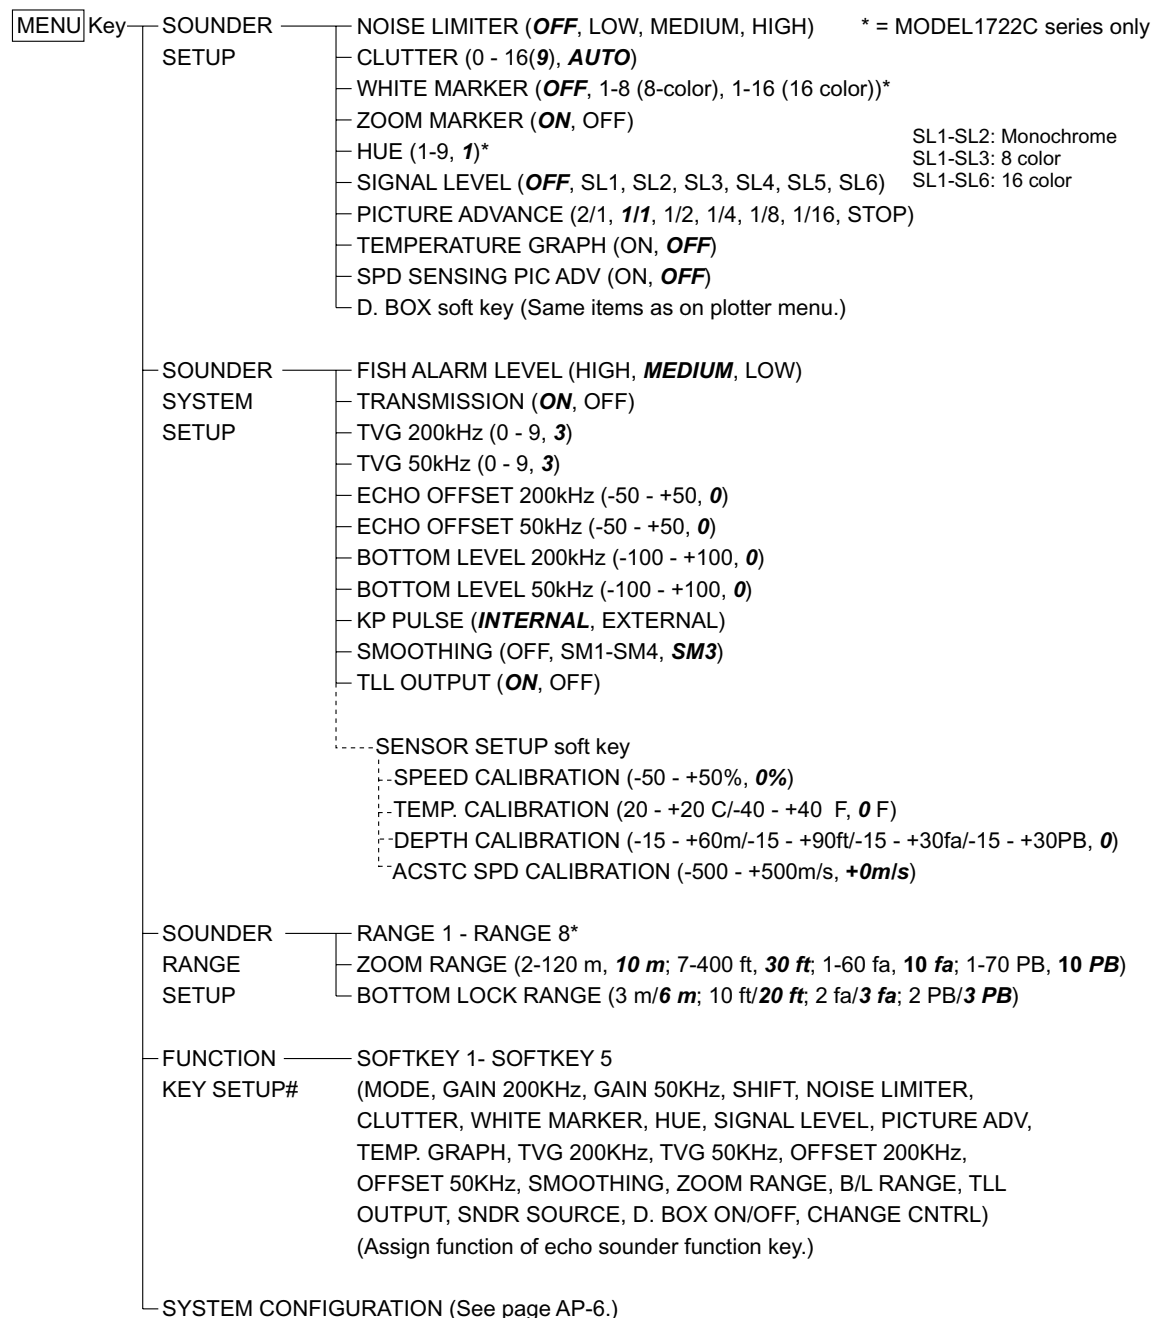 MENU Key SOUNDER NOISE LIMITER (OFF, LOW, MEDIUM, HIGH) * = MODEL1722C series only
SETUP CLUTTER (0 - 16(9), AUTO)
WHITE MARKER (OFF, 1-8 (8-color), 1-16 (16 color))*
ZOOM MARKER (ON, OFF)
HUE (1-9, 1)*
SIGNAL LEVEL (OFF, SL1, SL2, SL3, SL4, SL5, SL6)
SL1-SL2: Monochrome
SL1-SL3: 8 color
SL1-SL6: 16 color
PICTURE ADVANCE (2/1, 1/1, 1/2, 1/4, 1/8, 1/16, STOP)
TEMPERATURE GRAPH (ON, OFF)
SPD SENSING PIC ADV (ON, OFF)
D. BOX soft key (Same items as on plotter menu.)
SOUNDER FISH ALARM LEVEL (HIGH, MEDIUM, LOW)
SYSTEM TRANSMISSION (ON, OFF)
SETUP TVG 200kHz (0 - 9, 3)
TVG 50kHz (0 - 9, 3)
ECHO OFFSET 200kHz (-50 - +50, 0)
ECHO OFFSET 50kHz (-50 - +50, 0)
BOTTOM LEVEL 200kHz (-100 - +100, 0)
BOTTOM LEVEL 50kHz (-100 - +100, 0)
KP PULSE (INTERNAL, EXTERNAL)
SMOOTHING (OFF, SM1-SM4, SM3)
TLL OUTPUT (ON, OFF)
SENSOR SETUP soft key
SPEED CALIBRATION (-50 - +50%, 0%)
TEMP. CALIBRATION (20 - +20 C/-40 - +40 F, 0 F)
DEPTH CALIBRATION (-15 - +60m/-15 - +90ft/-15 - +30fa/-15 - +30PB, 0)
ACSTC SPD CALIBRATION (-500 - +500m/s, +0m/s)
SOUNDER RANGE 1 - RANGE 8*
RANGE ZOOM RANGE (2-120 m, 10 m; 7-400 ft, 30 ft; 1-60 fa, 10 fa; 1-70 PB, 10 PB)
SETUP BOTTOM LOCK RANGE (3 m/6 m; 10 ft/20 ft; 2 fa/3 fa; 2 PB/3 PB)
FUNCTION SOFTKEY 1- SOFTKEY 5
KEY SETUP# (MODE, GAIN 200KHz, GAIN 50KHz, SHIFT, NOISE LIMITER,
CLUTTER, WHITE MARKER, HUE, SIGNAL LEVEL, PICTURE ADV,
TEMP. GRAPH, TVG 200KHz, TVG 50KHz, OFFSET 200KHz,
OFFSET 50KHz, SMOOTHING, ZOOM RANGE, B/L RANGE, TLL
OUTPUT, SNDR SOURCE, D. BOX ON/OFF, CHANGE CNTRL)
(Assign function of echo sounder function key.)
SYSTEM CONFIGURATION (See page AP-6.)